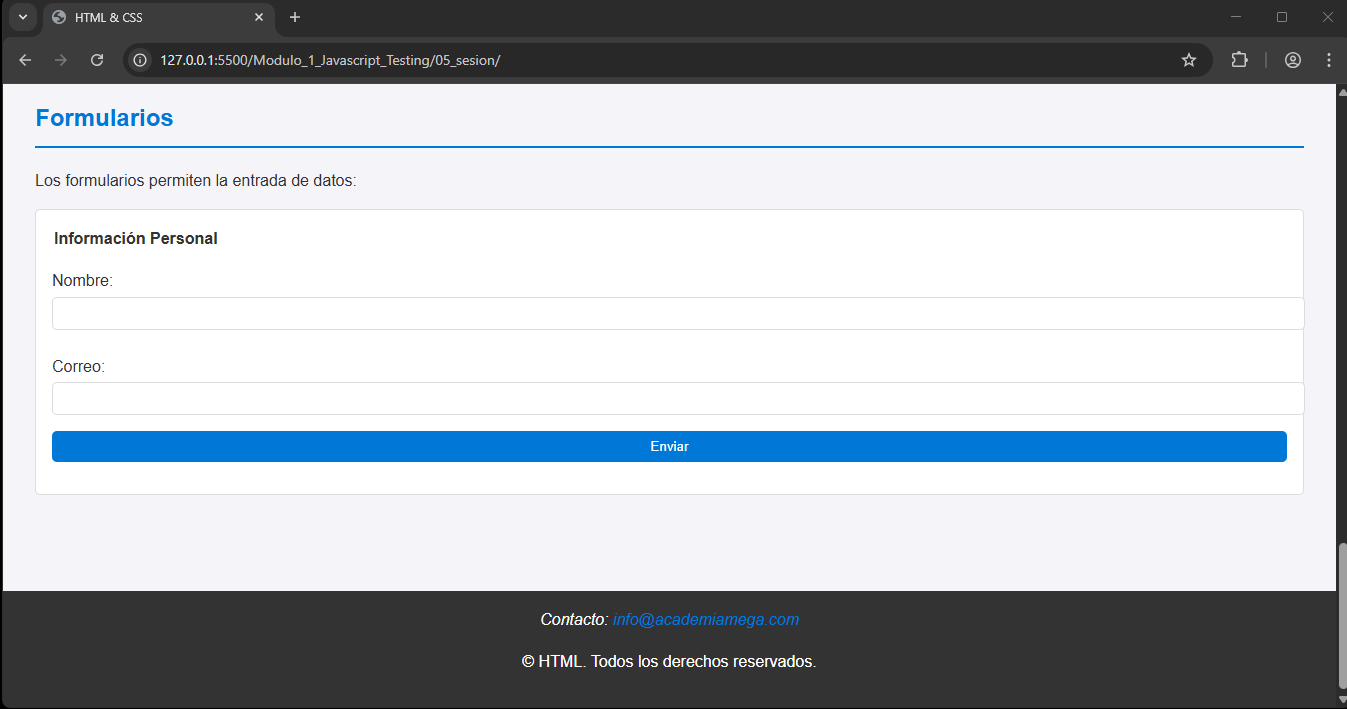 HTML & CSS
127.0.0.1:5500/Modulo_1_Javascript_Testing/05_sesion/
Formularios
Los formularios permiten la entrada de datos:
Información Personal
Nombre:
Correo:
Enviar
Contacto: info@academiamega.com
© HTML. Todos los derechos reservados.